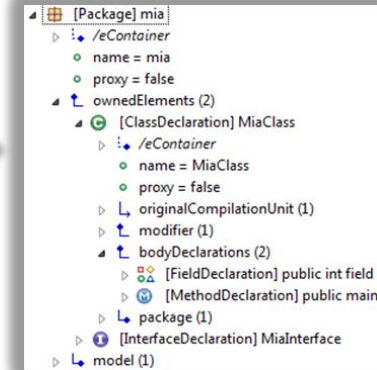 [Package] mia
/eContainer
name = mia
proxy = false
ownedElements (2)
[ClassDeclaration] MiaClass
/eContainer
name = MiaClass
proxy = false
originalCompilationUnit (1)
modifier (1)
bodyDeclarations (2)
[FieldDeclaration] public int field
[MethodDeclaration] public main
package (1)
[InterfaceDeclaration] MiaInterface
model (1)